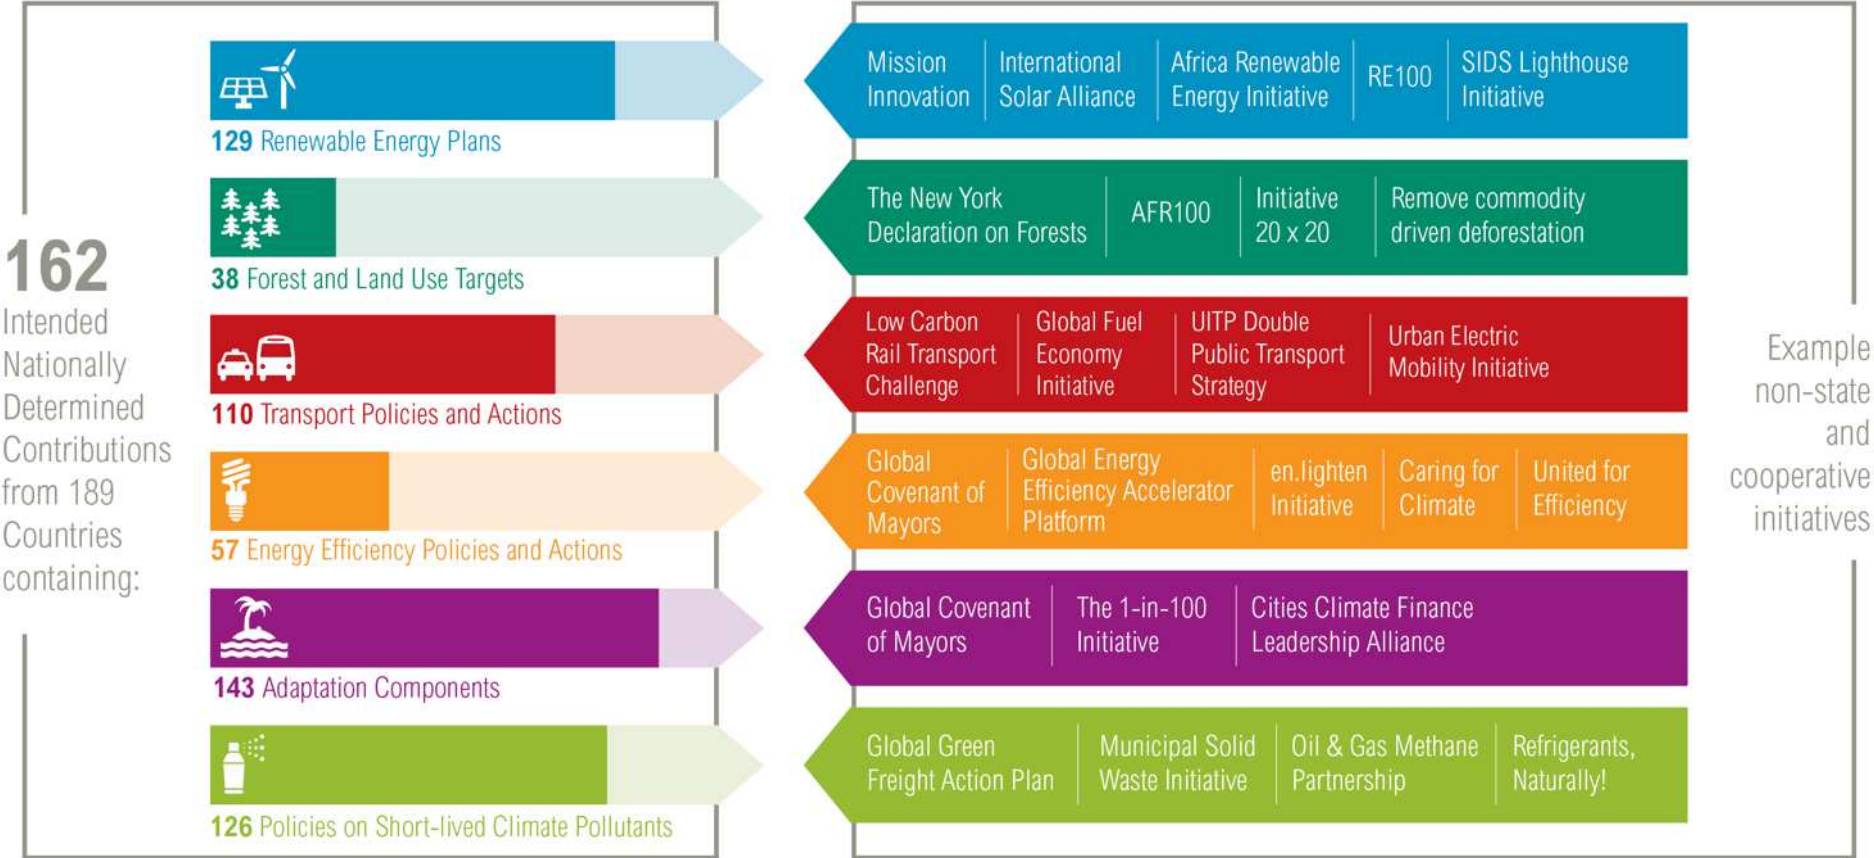 162
Intended
Nationally
Determined
Contributions
from 189
Countries
containing:
129 Renewable Energy Plans
38 Forest and Land Use Targets
110 Transport Policies and Actions
57 Energy Efficiency Policies and Actions
143 Adaptation Components
126 Policies on Short-lived Climate Pollutants
Mission
Innovation
International
Solar Alliance
Africa Renewable
Energy Initiative
RE100
SIDS Lighthouse
Initiative
The New York
Declaration on Forests
AFR100
Initiative
20 x 20
Remove commodity
driven deforestation
Low Carbon
Rail Transport
Challenge
Global Fuel
Economy
Initiative
UITP Double
Public Transport
Strategy
Urban Electric
Mobility Initiative
Global
Covenant of
Mayors
Global Energy
Efficiency Accelerator
Platform
en.lighten
Initiative
Caring for
Climate
United for
Efficiency
Global Covenant
of Mayors
The 1-in-100
Initiative
Cities Climate Finance
Leadership Alliance
Global Green
Freight Action Plan
Municipal Solid
Waste Initiative
Oil & Gas Methane
Partnership
Refrigerants,
Naturally!
Example
non-state
and
cooperative
initiatives